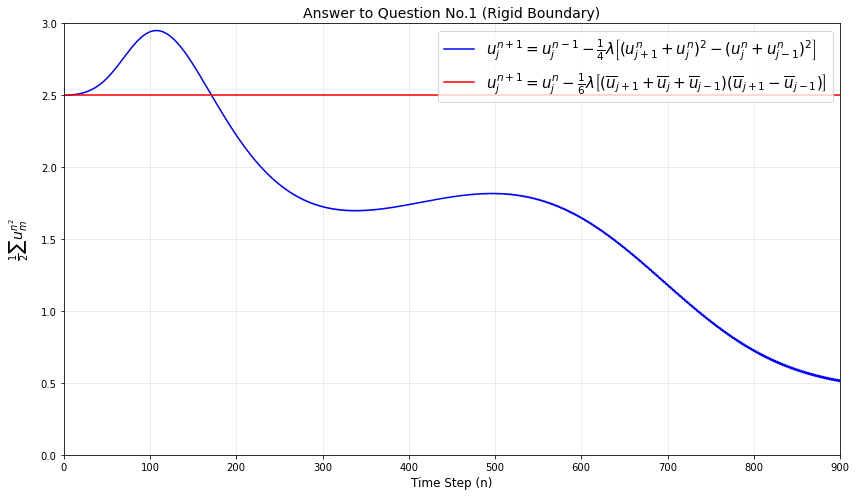 Answer to Question No.1 (Rigid Boundary)
$u_j^{n+1} = u_j^{n-1} - \frac{1}{4}\lambda\left[(u_{j+1}^n + u_j^n)^2 - (u_j^n + u_{j-1}^n)^2\right]$
$u_j^{n+1} = u_j^n - \frac{1}{6}\lambda\left[(\overline{u}_{j+1} + \overline{u}_j + \overline{u}_{j-1})(\overline{u}_{j+1} - \overline{u}_{j-1})\right]$
$\frac{1}{2}\sum u_m^{n^2}$
3.0
2.5
2.0
1.5
1.0
0.5
0.0
0 100 200 300 400 500 600 700 800 900
Time Step (n)